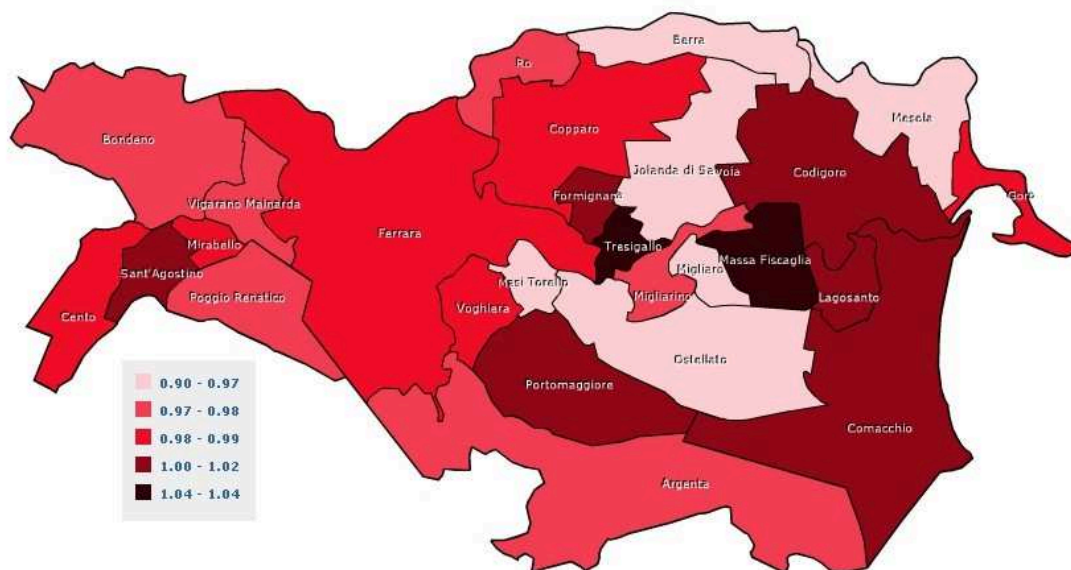 Berra
Ro
Mesola
Copparo
Bondeno
Jolanda di Savoia
Codigoro
Formignana
Goro
Vigarano Mainarda
Ferrara
Mirabello
Tresigallo
Massa Fiscaglia
Sant'Agostino
Migliaro
Masi Torello
Poggio Renatico
Migliarino
Lagosanto
Voghiera
Cento
Ostellato
Portomaggiore
Comacchio
Argenta
0.90 - 0.97
0.97 - 0.98
0.98 - 0.99
1.00 - 1.02
1.04 - 1.04